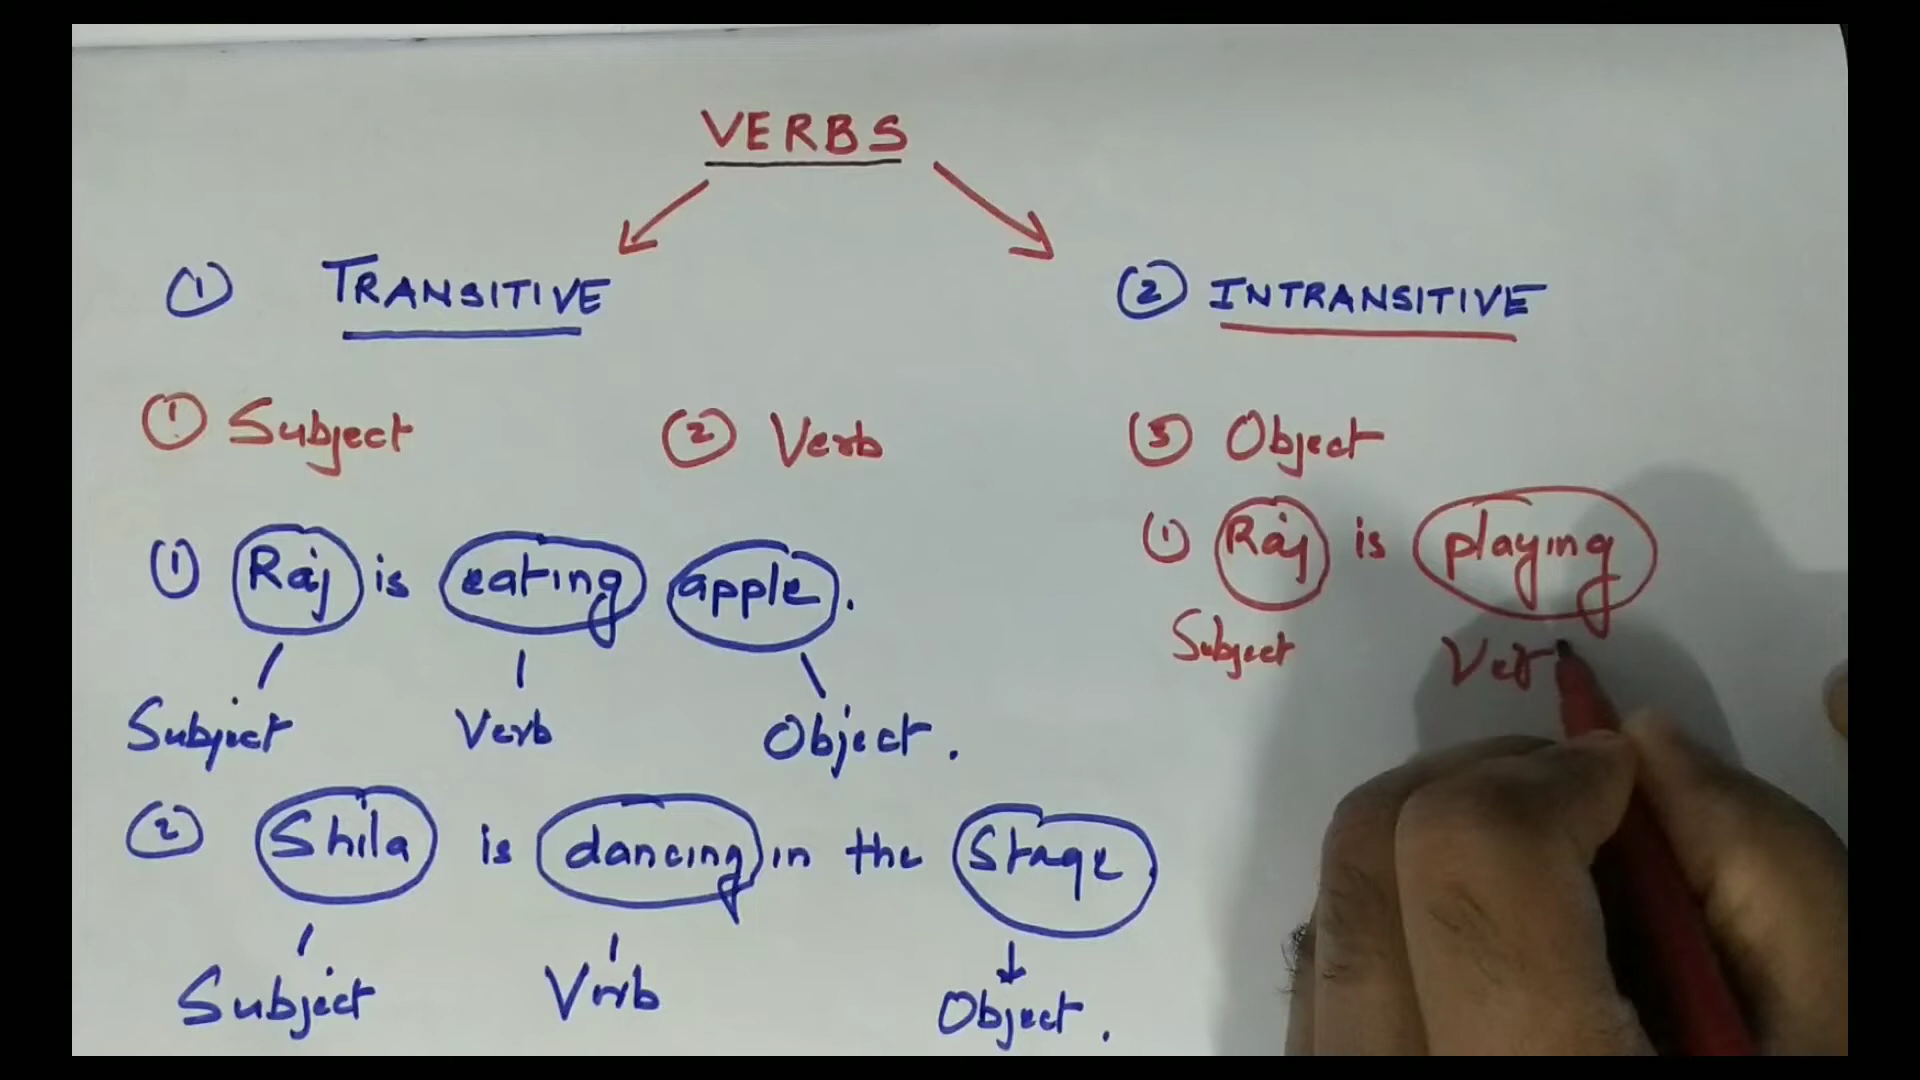 VERBS
① TRANSITIVE
② INTRANSITIVE
① Subject ② Verb ③ Object
① Raj is eating apple.
Subject Verb Object.
② Shila is dancing in the Stage
Subject Verb Object.
① Raj is playing
Subject Ver